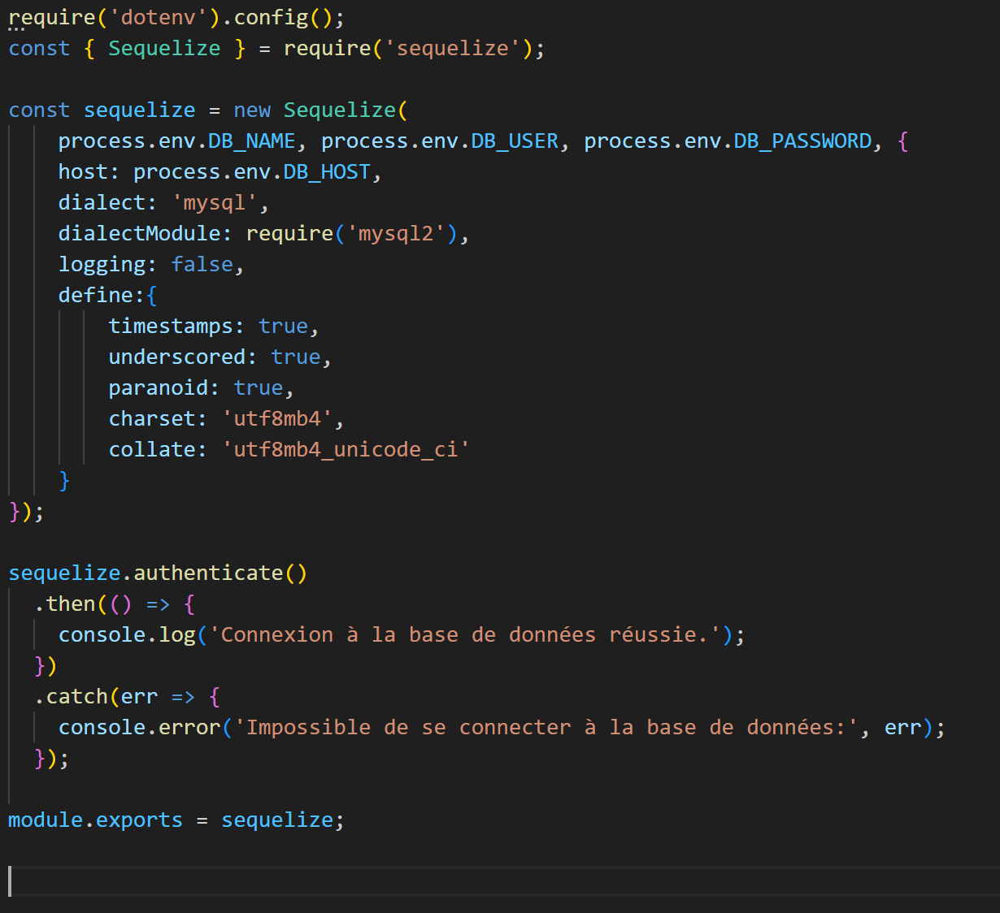 require('dotenv').config();
const { Sequelize } = require('sequelize');
const sequelize = new Sequelize(
    process.env.DB_NAME, process.env.DB_USER, process.env.DB_PASSWORD, {
    host: process.env.DB_HOST,
    dialect: 'mysql',
    dialectModule: require('mysql2'),
    logging: false,
    define:{
        timestamps: true,
        underscored: true,
        paranoid: true,
        charset: 'utf8mb4',
        collate: 'utf8mb4_unicode_ci'
    }
});
sequelize.authenticate()
  .then(() => {
    console.log('Connexion à la base de données réussie.');
  })
  .catch(err => {
    console.error('Impossible de se connecter à la base de données:', err);
  });
module.exports = sequelize;